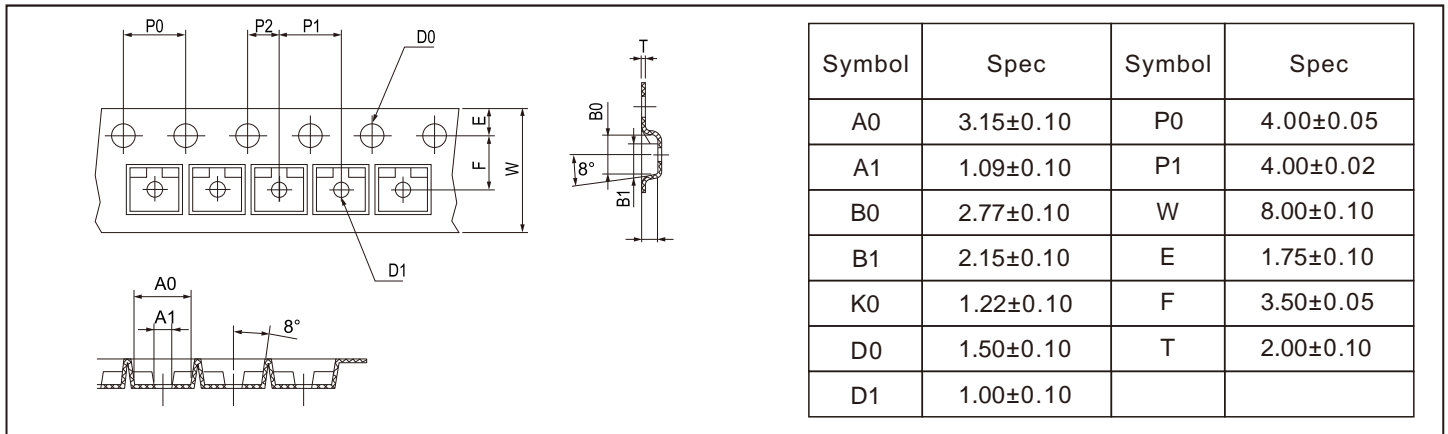 P0 P2 P1
D0
E
F
W
D1
T
B0
8°
B1
A0
A1
8°
Symbol Spec Symbol Spec
A0 3.15±0.10 P0 4.00±0.05
A1 1.09±0.10 P1 4.00±0.02
B0 2.77±0.10 W 8.00±0.10
B1 2.15±0.10 E 1.75±0.10
K0 1.22±0.10 F 3.50±0.05
D0 1.50±0.10 T 2.00±0.10
D1 1.00±0.10